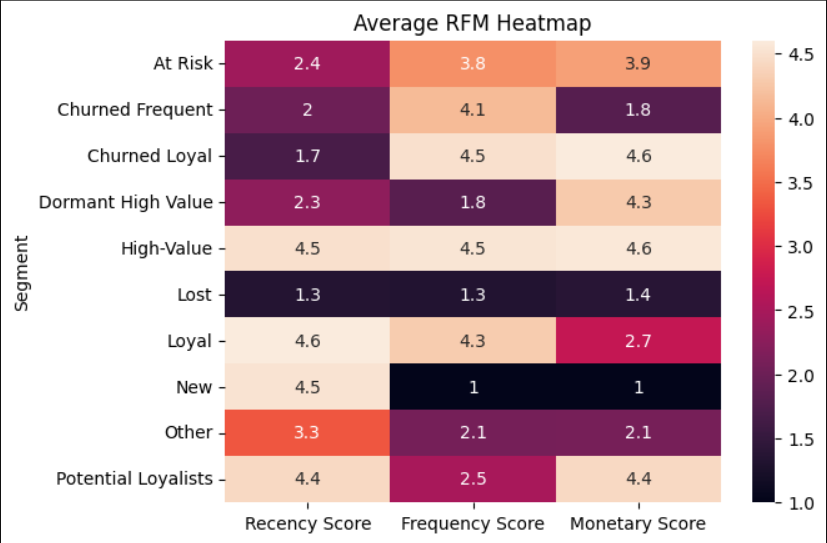 Average RFM Heatmap
Segment
At Risk 2.4 3.8 3.9
Churned Frequent 2 4.1 1.8
Churned Loyal 1.7 4.5 4.6
Dormant High Value 2.3 1.8 4.3
High-Value 4.5 4.5 4.6
Lost 1.3 1.3 1.4
Loyal 4.6 4.3 2.7
New 4.5 1 1
Other 3.3 2.1 2.1
Potential Loyalists 4.4 2.5 4.4
Recency Score Frequency Score Monetary Score
4.5
4.0
3.5
3.0
2.5
2.0
1.5
1.0